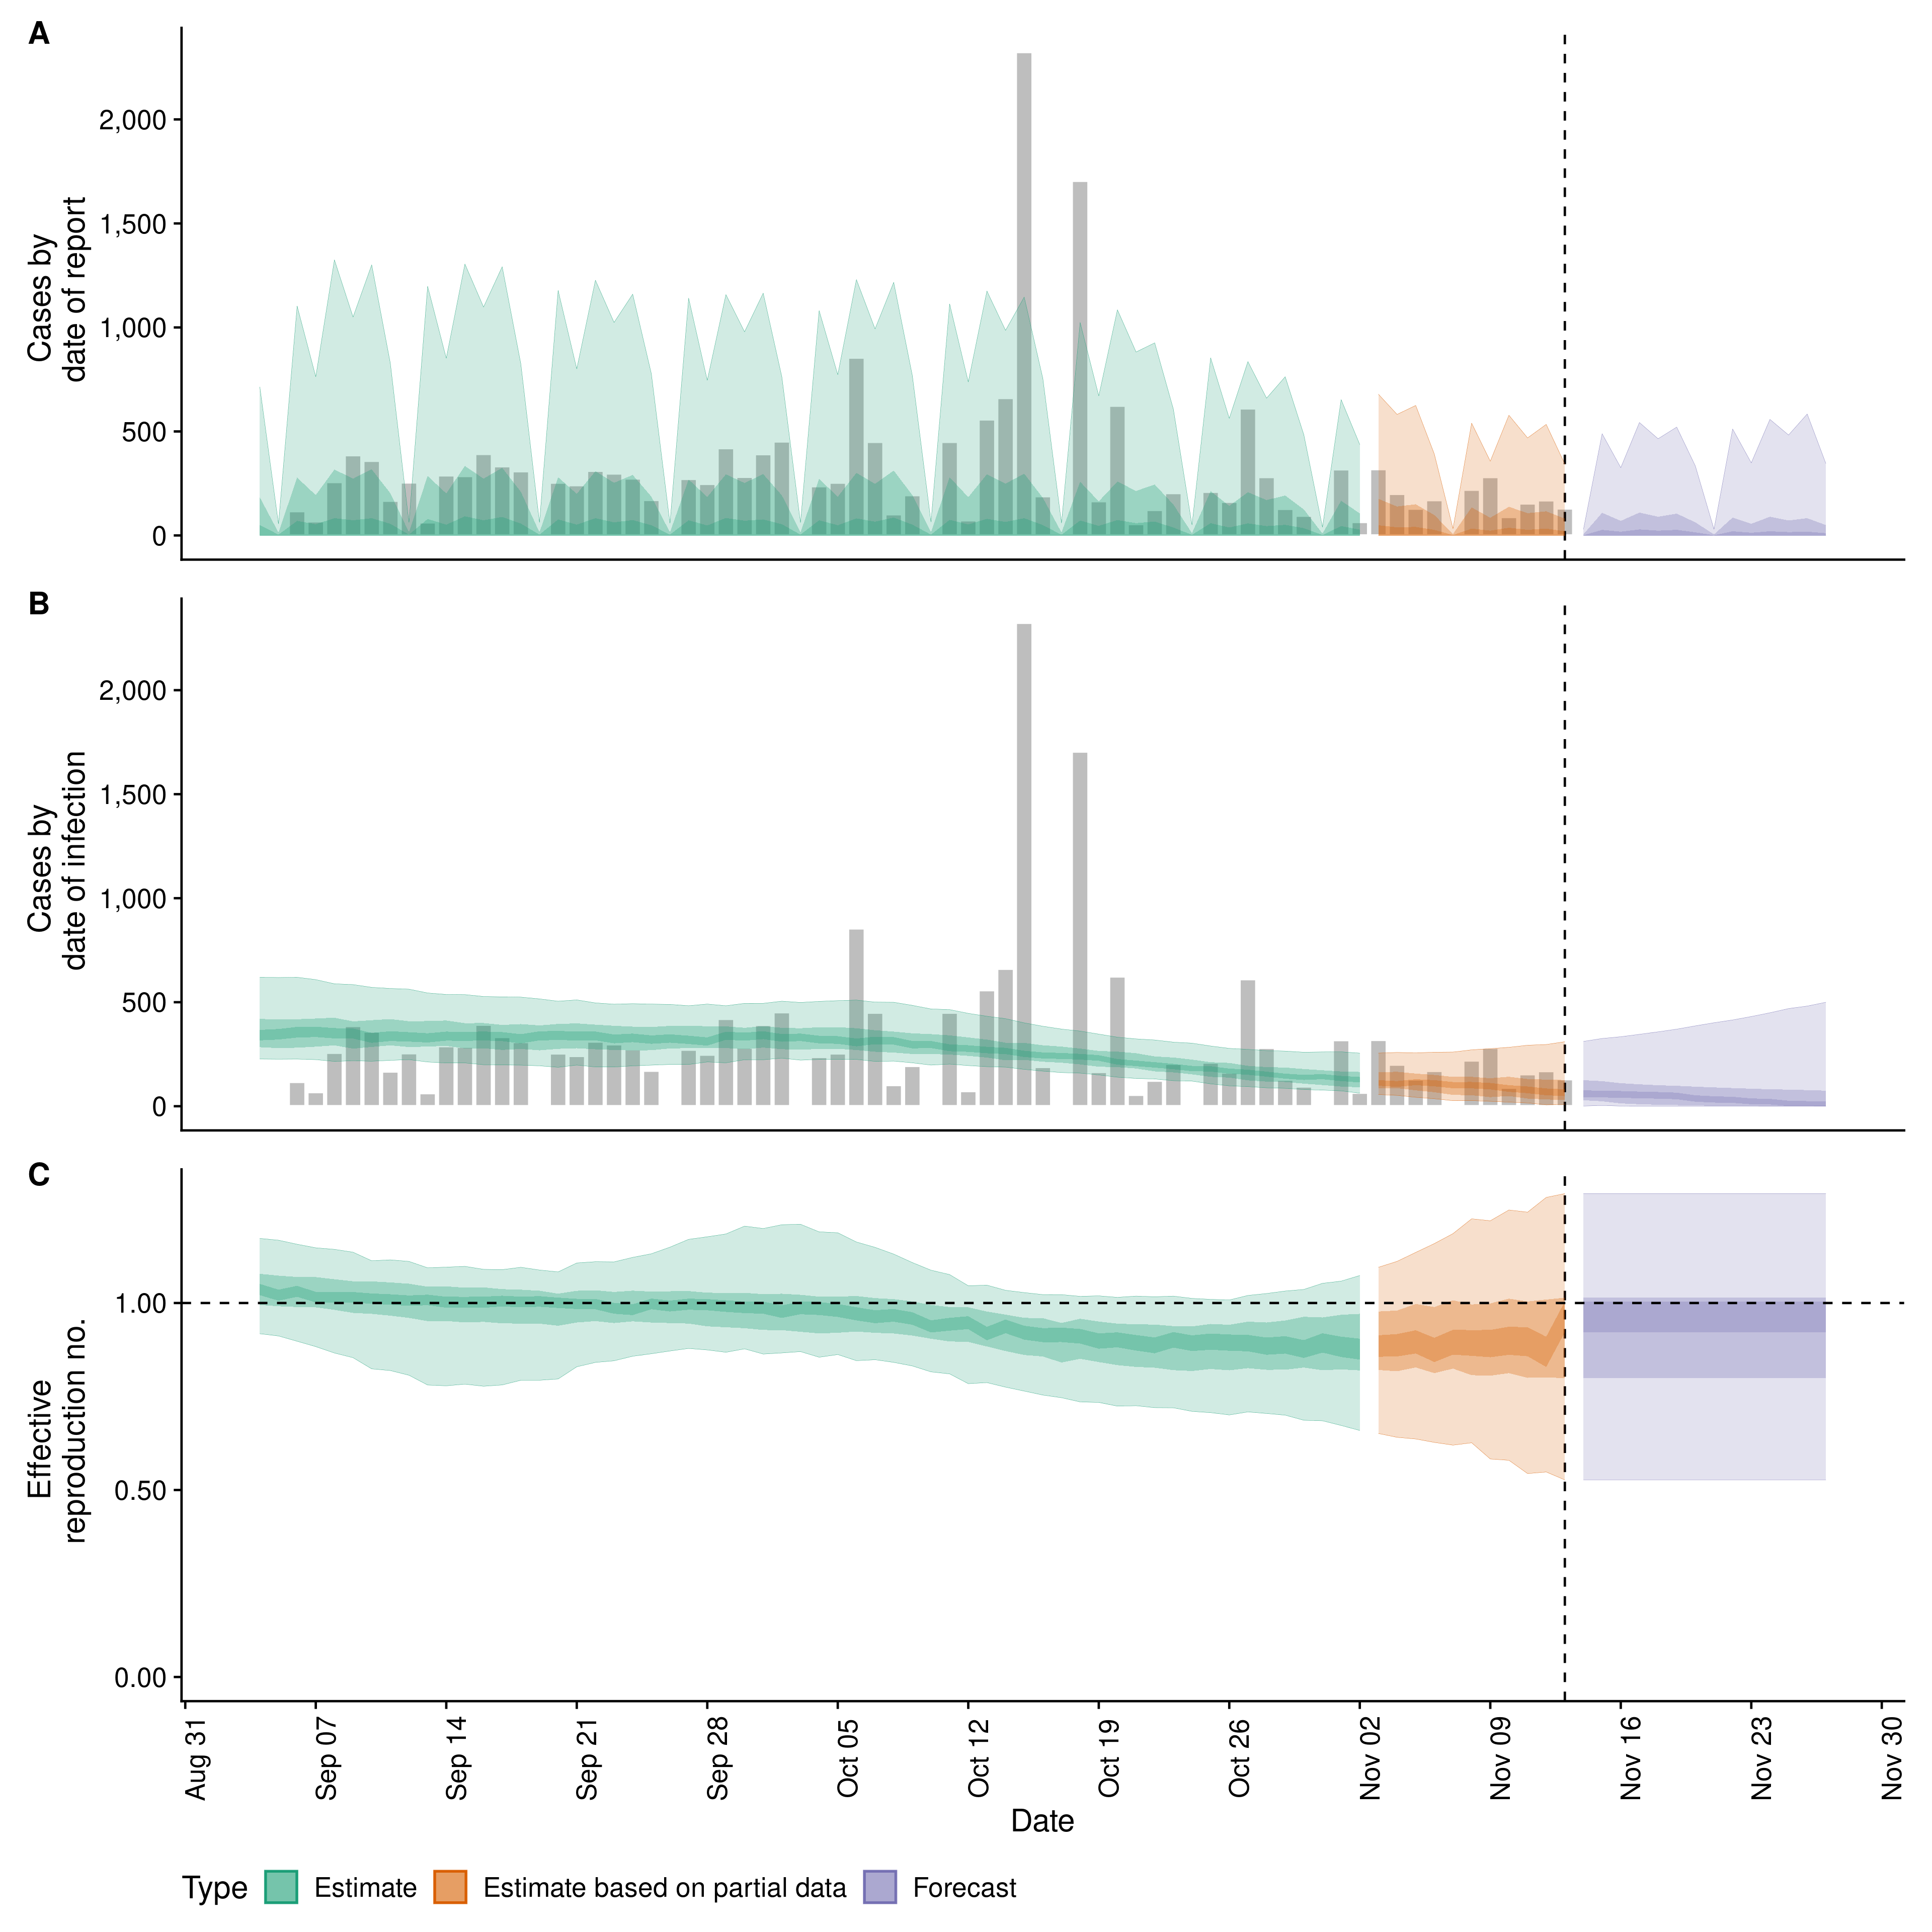 A
Cases by
date of report
2,000
1,500
1,000
500
0
B
Cases by
date of infection
2,000
1,500
1,000
500
0
C
Effective
reproduction no.
1.00
0.50
0.00
Aug 31
Sep 07
Sep 14
Sep 21
Sep 28
Oct 05
Oct 12
Oct 19
Oct 26
Nov 02
Nov 09
Nov 16
Nov 23
Nov 30
Date
Type Estimate Estimate based on partial data Forecast